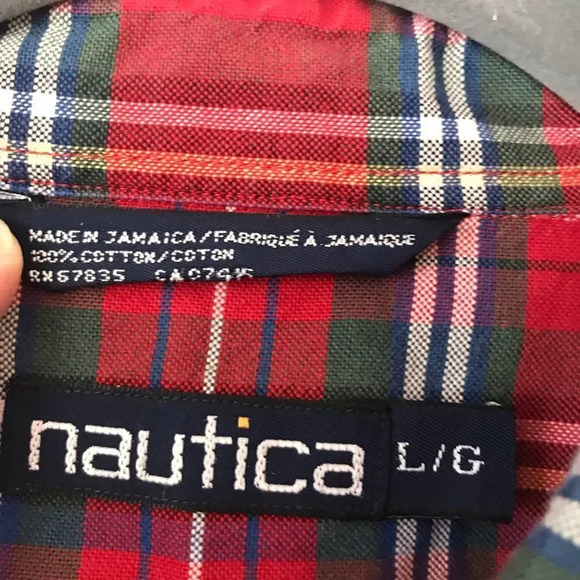 MADE IN JAMAICA/FABRIQUÉ À JAMAIQUE
100% COTTON/COTON
RN67835 CA07415
nautica L/G